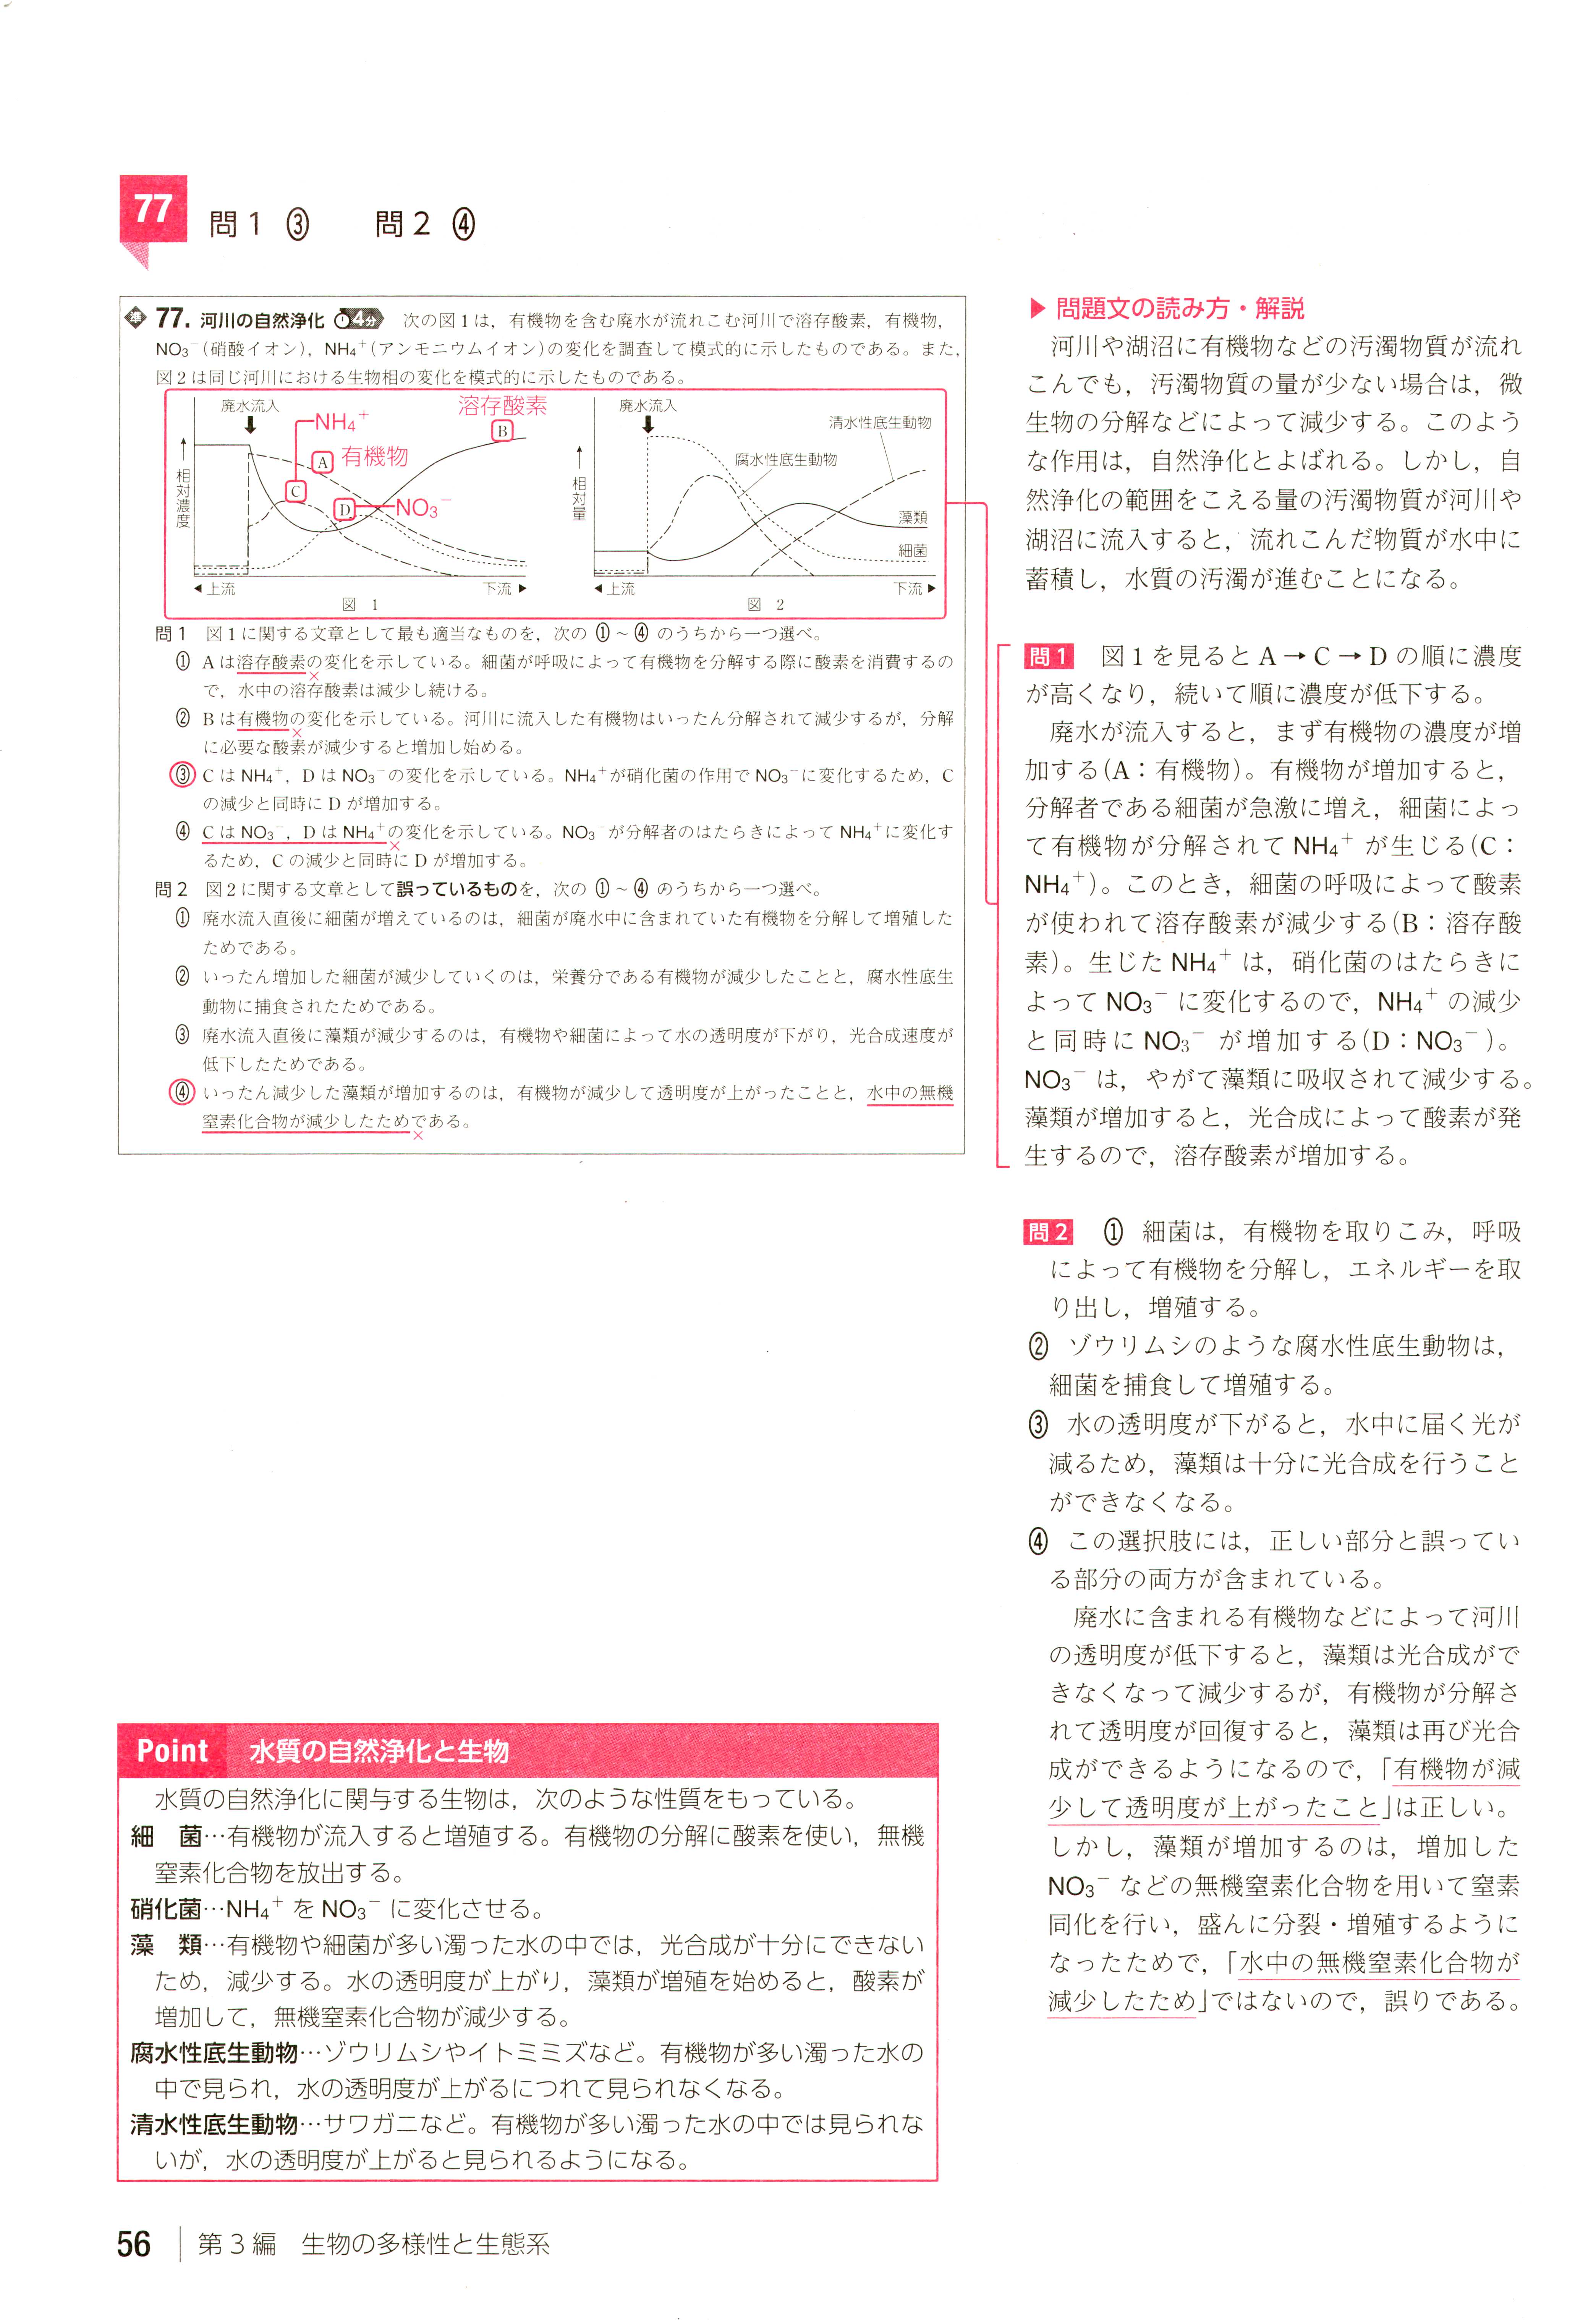 77
問1 ③　問2 ④
準 77. 河川の自然浄化 4分 次の図1は，有機物を含む廃水が流れこむ河川で溶存酸素，有機物，
NO₃⁻(硝酸イオン)，NH₄⁺(アンモニウムイオン)の変化を調査して模式的に示したものである。また，
図2は同じ河川における生物相の変化を模式的に示したものである。
廃水流入
NH₄⁺
溶存酸素
B
A 有機物
C
D NO₃⁻
相対濃度
◀上流
下流▶
図 1
廃水流入
清水性底生動物
腐水性底生動物
相対量
藻類
細菌
◀上流
下流▶
図 2
問1 図1に関する文章として最も適当なものを，次の①～④のうちから一つ選べ。
① Aは溶存酸素の変化を示している。細菌が呼吸によって有機物を分解する際に酸素を消費するの
×
で，水中の溶存酸素は減少し続ける。
② Bは有機物の変化を示している。河川に流入した有機物はいったん分解されて減少するが，分解
×
に必要な酸素が減少すると増加し始める。
③ CはNH₄⁺，DはNO₃⁻の変化を示している。NH₄⁺が硝化菌の作用でNO₃⁻に変化するため，C
の減少と同時にDが増加する。
④ CはNO₃⁻，DはNH₄⁺の変化を示している。NO₃⁻が分解者のはたらきによってNH₄⁺に変化す
×
るため，Cの減少と同時にDが増加する。
問2 図2に関する文章として誤っているものを，次の①～④のうちから一つ選べ。
① 廃水流入直後に細菌が増えているのは，細菌が廃水中に含まれていた有機物を分解して増殖した
ためである。
② いったん増加した細菌が減少していくのは，栄養分である有機物が減少したことと，腐水性底生
動物に捕食されたためである。
③ 廃水流入直後に藻類が減少するのは，有機物や細菌によって水の透明度が下がり，光合成速度が
低下したためである。
④ いったん減少した藻類が増加するのは，有機物が減少して透明度が上がったことと，水中の無機
窒素化合物が減少したためである。
×
▶ 問題文の読み方・解説
河川や湖沼に有機物などの汚濁物質が流れ
こんでも，汚濁物質の量が少ない場合は，微
生物の分解などによって減少する。このよう
な作用は，自然浄化とよばれる。しかし，自
然浄化の範囲をこえる量の汚濁物質が河川や
湖沼に流入すると，流れこんだ物質が水中に
蓄積し，水質の汚濁が進むことになる。
問1 図1を見るとA→C→Dの順に濃度
が高くなり，続いて順に濃度が低下する。
廃水が流入すると，まず有機物の濃度が増
加する(A：有機物)。有機物が増加すると，
分解者である細菌が急激に増え，細菌によっ
て有機物が分解されてNH₄⁺が生じる(C：
NH₄⁺)。このとき，細菌の呼吸によって酸素
が使われて溶存酸素が減少する(B：溶存酸
素)。生じたNH₄⁺は，硝化菌のはたらきに
よってNO₃⁻に変化するので，NH₄⁺の減少
と同時にNO₃⁻が増加する(D：NO₃⁻)。
NO₃⁻は，やがて藻類に吸収されて減少する。
藻類が増加すると，光合成によって酸素が発
生するので，溶存酸素が増加する。
問2 ① 細菌は，有機物を取りこみ，呼吸
によって有機物を分解し，エネルギーを取
り出し，増殖する。
② ゾウリムシのような腐水性底生動物は，
細菌を捕食して増殖する。
③ 水の透明度が下がると，水中に届く光が
減るため，藻類は十分に光合成を行うこと
ができなくなる。
④ この選択肢には，正しい部分と誤ってい
る部分の両方が含まれている。
廃水に含まれる有機物などによって河川
の透明度が低下すると，藻類は光合成がで
きなくなって減少するが，有機物が分解さ
れて透明度が回復すると，藻類は再び光合
成ができるようになるので，「有機物が減
少して透明度が上がったこと」は正しい。
しかし，藻類が増加するのは，増加した
NO₃⁻などの無機窒素化合物を用いて窒素
同化を行い，盛んに分裂・増殖するように
なったためで，「水中の無機窒素化合物が
減少したため」ではないので，誤りである。
Point 水質の自然浄化と生物
水質の自然浄化に関与する生物は，次のような性質をもっている。
細　菌…有機物が流入すると増殖する。有機物の分解に酸素を使い，無機
窒素化合物を放出する。
硝化菌…NH₄⁺をNO₃⁻に変化させる。
藻　類…有機物や細菌が多い濁った水の中では，光合成が十分にできない
ため，減少する。水の透明度が上がり，藻類が増殖を始めると，酸素が
増加して，無機窒素化合物が減少する。
腐水性底生動物…ゾウリムシやイトミミズなど。有機物が多い濁った水の
中で見られ，水の透明度が上がるにつれて見られなくなる。
清水性底生動物…サワガニなど。有機物が多い濁った水の中では見られな
いが，水の透明度が上がると見られるようになる。
56 第3編 生物の多様性と生態系